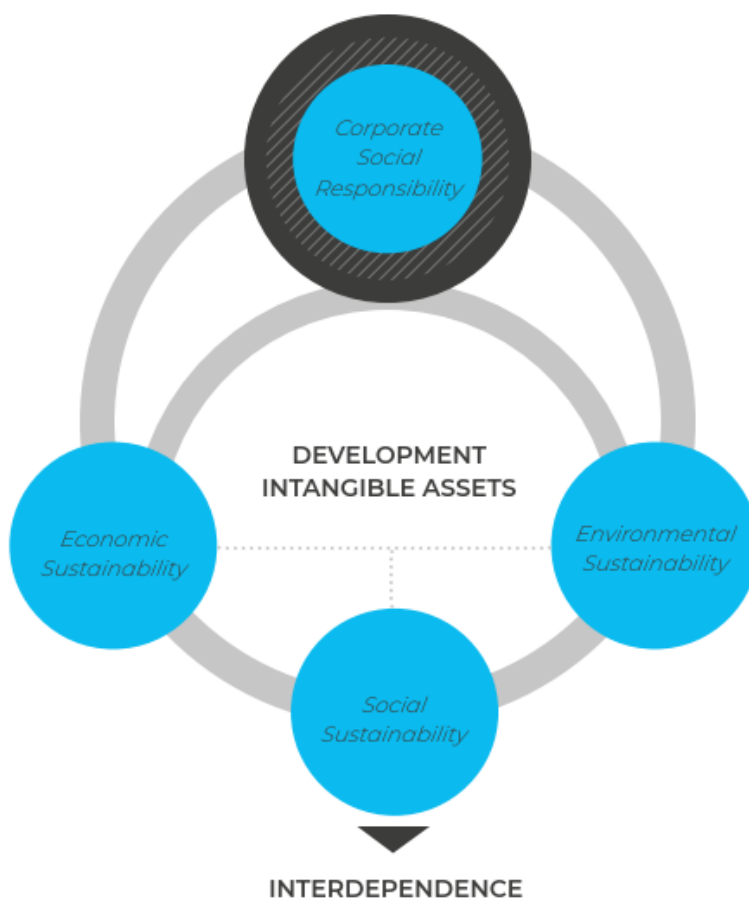 Corporate
Social
Responsibility
DEVELOPMENT
INTANGIBLE ASSETS
Economic
Sustainability
Environmental
Sustainability
Social
Sustainability
INTERDEPENDENCE